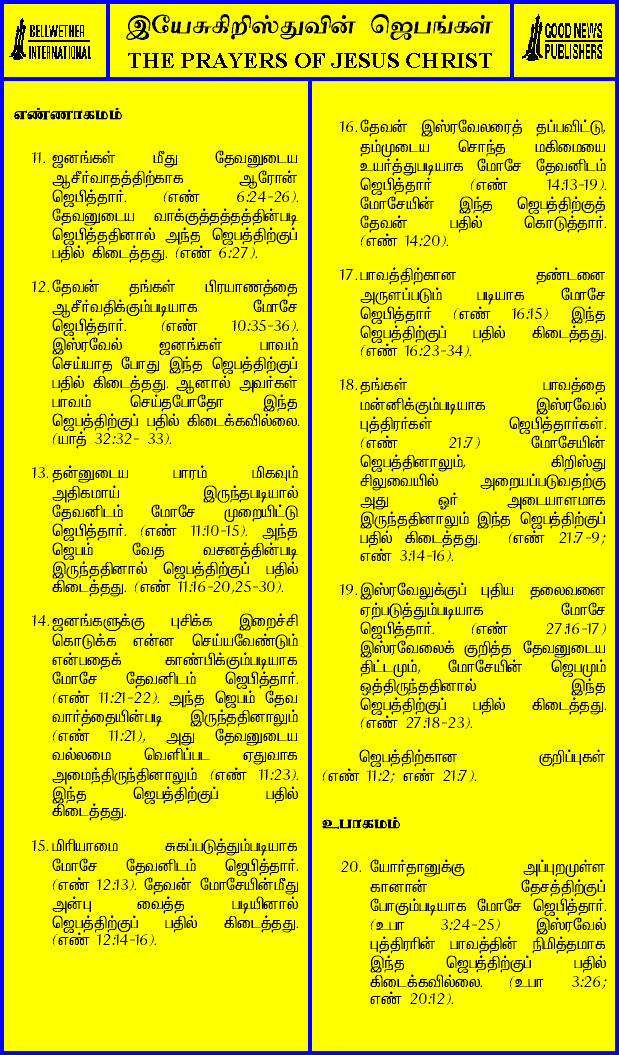 BELLWETHER
INTERNATIONAL
இயேசுகிறிஸ்துவின் ஜெபங்கள்
THE PRAYERS OF JESUS CHRIST
GOOD NEWS
PUBLISHERS
எண்ணாகமம்
11. ஜனங்கள் மீது தேவனுடைய
ஆசீர்வாதத்திற்காக ஆரோன்
ஜெபித்தார். (எண் 6:24-26).
தேவனுடைய வாக்குத்தத்தத்தின்படி
ஜெபித்ததினால் அந்த ஜெபத்திற்குப்
பதில் கிடைத்தது. (எண் 6:27).
12.தேவன் தங்கள் பிரயாணத்தை
ஆசீர்வதிக்கும்படியாக மோசே
ஜெபித்தார். (எண் 10:35-36).
இஸ்ரவேல் ஜனங்கள் பாவம்
செய்யாத போது இந்த ஜெபத்திற்குப்
பதில் கிடைத்தது. ஆனால் அவர்கள்
பாவம் செய்தபோதோ இந்த
ஜெபத்திற்குப் பதில் கிடைக்கவில்லை.
(யாத் 32:32- 33).
13.தன்னுடைய பாரம் மிகவும்
அதிகமாய் இருந்தபடியால்
தேவனிடம் மோசே முறையிட்டு
ஜெபித்தார். (எண் 11:10-15). அந்த
ஜெபம் வேத வசனத்தின்படி
இருந்ததினால் ஜெபத்திற்குப் பதில்
கிடைத்தது. (எண் 11:16-20,25-30).
14.ஜனங்களுக்கு புசிக்க இறைச்சி
கொடுக்க என்ன செய்யவேண்டும்
என்பதைக் காண்பிக்கும்படியாக
மோசே தேவனிடம் ஜெபித்தார்.
(எண் 11:21-22). அந்த ஜெபம் தேவ
வார்த்தையின்படி இருந்ததினாலும்
(எண் 11:21), அது தேவனுடைய
வல்லமை வெளிப்பட ஏதுவாக
அமைந்திருந்தினாலும் (எண் 11:23).
இந்த ஜெபத்திற்குப் பதில்
கிடைத்தது.
15.மிரியாமை சுகப்படுத்தும்படியாக
மோசே தேவனிடம் ஜெபித்தார்.
(எண் 12:13). தேவன் மோசேயின்மீது
அன்பு வைத்த படியினால்
ஜெபத்திற்குப் பதில் கிடைத்தது.
(எண் 12:14-16).
16.தேவன் இஸ்ரவேலரைத் தப்பவிட்டு,
தம்முடைய சொந்த மகிமையை
உயர்த்துபடியாக மோசே தேவனிடம்
ஜெபித்தார் (எண் 14:13-19).
மோசேயின் இந்த ஜெபத்திற்குத்
தேவன் பதில் கொடுத்தார்.
(எண் 14:20).
17.பாவத்திற்கான தண்டனை
அருளப்படும் படியாக மோசே
ஜெபித்தார் (எண் 16:15) இந்த
ஜெபத்திற்குப் பதில் கிடைத்தது.
(எண் 16:23-34).
18.தங்கள் பாவத்தை
மன்னிக்கும்படியாக இஸ்ரவேல்
புத்திரர்கள் ஜெபித்தார்கள்.
(எண் 21:7) மோசேயின்
ஜெபத்தினாலும், கிறிஸ்து
சிலுவையில் அறையப்படுவதற்கு
அது ஓர் அடையாளமாக
இருந்ததினாலும் இந்த ஜெபத்திற்குப்
பதில் கிடைத்தது. (எண் 21:7-9;
எண் 3:14-16).
19.இஸ்ரவேலுக்குப் புதிய தலைவனை
ஏற்படுத்தும்படியாக மோசே
ஜெபித்தார். (எண் 27:16-17)
இஸ்ரவேலைக் குறித்த தேவனுடைய
திட்டமும், மோசேயின் ஜெபமும்
ஒத்திருந்ததினால் இந்த
ஜெபத்திற்குப் பதில் கிடைத்தது.
(எண் 27:18-23).
ஜெபத்திற்கான குறிப்புகள்
(எண் 11:2; எண் 21:7).
உபாகமம்
20. யோர்தானுக்கு அப்புறமுள்ள
கானான் தேசத்திற்குப்
போகும்படியாக மோசே ஜெபித்தார்.
(உபா 3:24-25) இஸ்ரவேல்
புத்திரரின் பாவத்தின் நிமித்தமாக
இந்த ஜெபத்திற்குப் பதில்
கிடைக்கவில்லை. (உபா 3:26;
எண் 20:12).